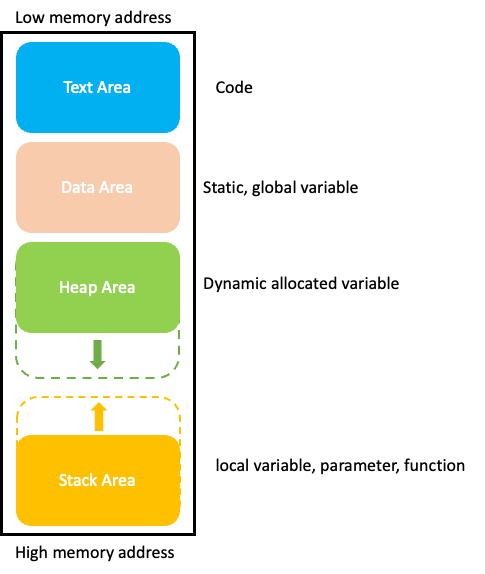 Low memory address
Text Area
Code
Data Area
Static, global variable
Heap Area
Dynamic allocated variable
Stack Area
local variable, parameter, function
High memory address